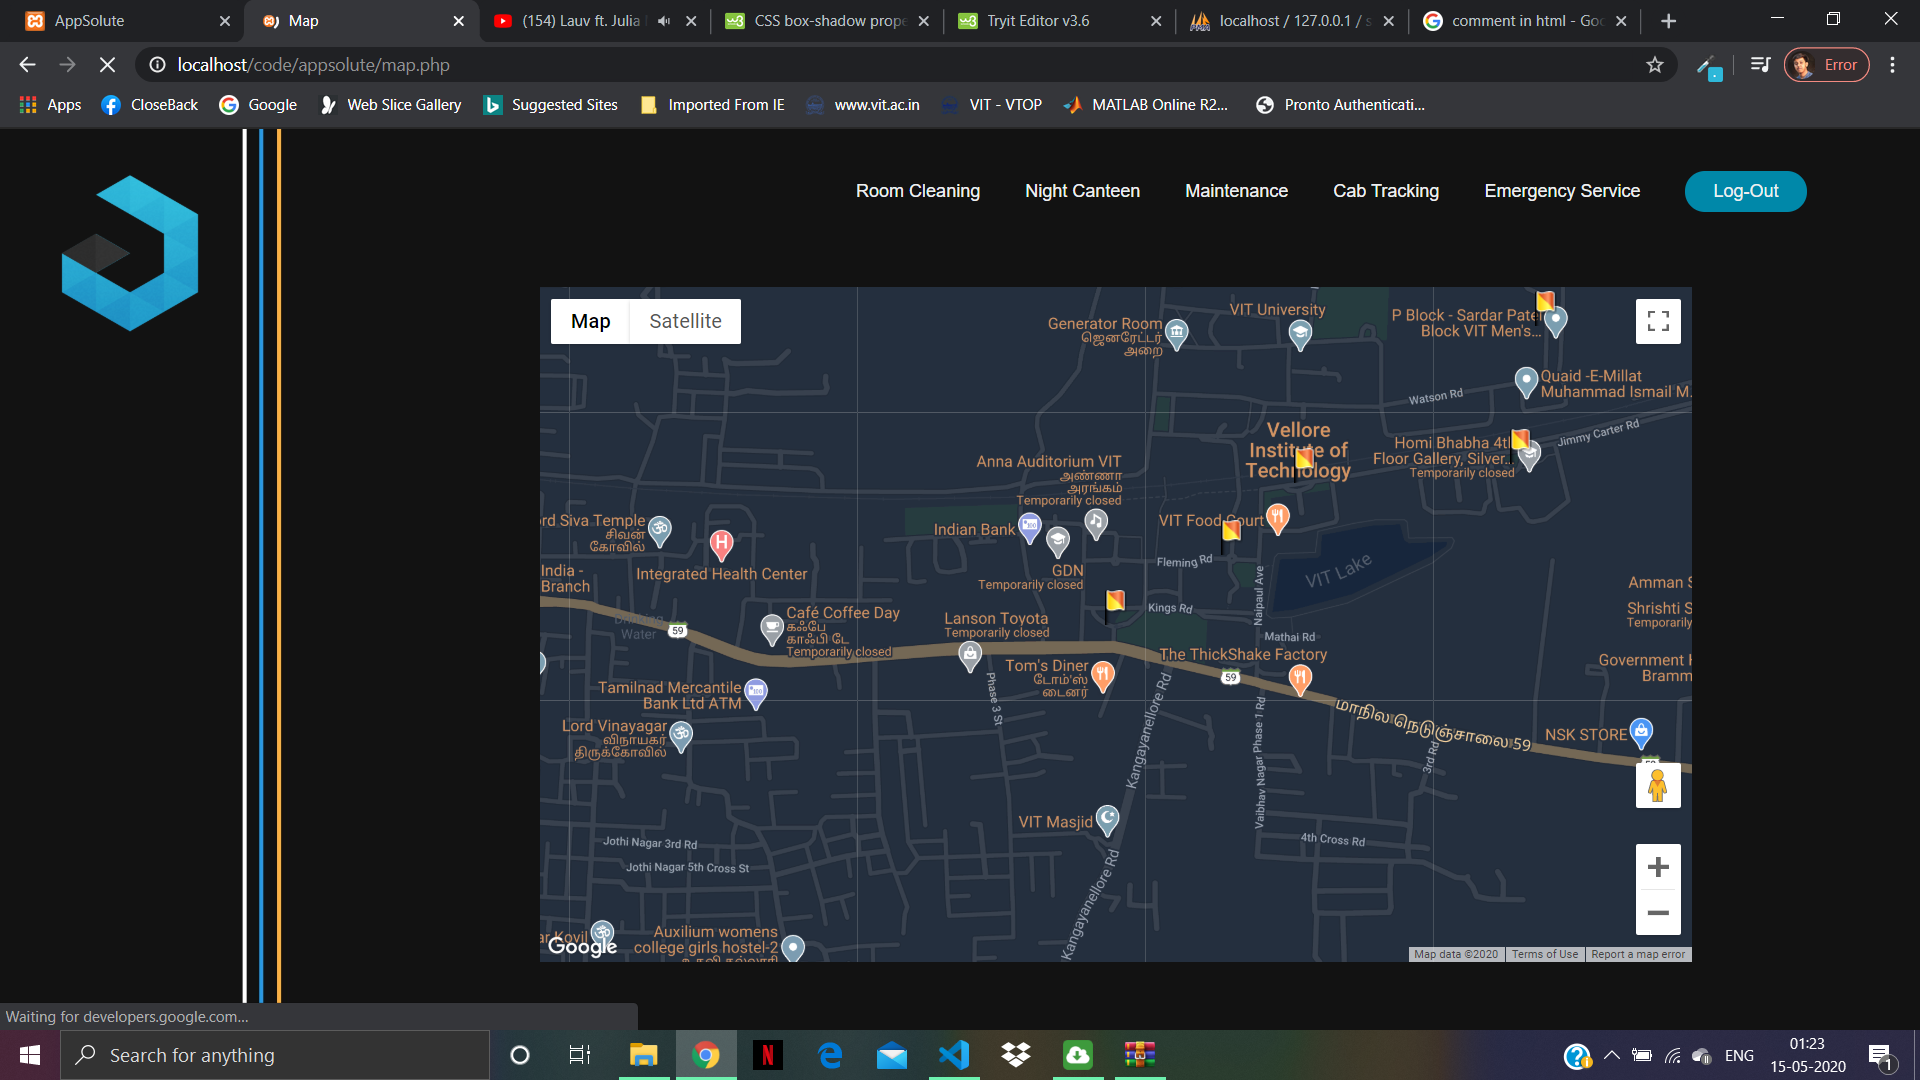 AppSolute
Map
(154) Lauv ft. Julia
CSS box-shadow prope
Tryit Editor v3.6
localhost / 127.0.0.1 / s
comment in html - Goo
localhost/code/appsolute/map.php
Error
Apps
CloseBack
Google
Web Slice Gallery
Suggested Sites
Imported From IE
www.vit.ac.in
VIT - VTOP
MATLAB Online R2...
Pronto Authenticati...
Room Cleaning
Night Canteen
Maintenance
Cab Tracking
Emergency Service
Log-Out
Map
Satellite
Generator Room
ஜெனரேட்டர்
அறை
VIT University
P Block - Sardar Patel
Block VIT Men's...
Quaid -E-Millat
Muhammad Ismail M.
Watson Rd
Jimmy Carter Rd
Vellore
Institute of
Technology
Homi Bhabha 4th
Floor Gallery, Silver...
Temporarily closed
Anna Auditorium VIT
அண்ணா
அரங்கம்
Temporarily closed
Indian Bank
VIT Food Court
rd Siva Temple
சிவன்
கோவில்
Integrated Health Center
India -
Branch
GDN
Temporarily closed
Fleming Rd
VIT Lake
Naipaul Ave
Amman S
Shrishti S
Temporarily
Café Coffee Day
கஃபே
காஃபி டே
Temporarily closed
Water
59
Lanson Toyota
Temporarily closed
Kings Rd
Mathai Rd
The ThickShake Factory
59
Government H
Bramm
Tom's Diner
டோம்'ஸ்
டைனர்
Tamilnad Mercantile
Bank Ltd ATM
Phase 3 St
Kangayanellore Rd
Vaibhav Nagar Phase 1 Rd
மாநில நெடுஞ்சாலை 59
3rd Rd
NSK STORE
Lord Vinayagar
விநாயகர்
திருக்கோவில்
VIT Masjid
4th Cross Rd
Jothi Nagar 3rd Rd
Jothi Nagar 5th Cross St
Kangayanellore Rd
ar Kovil
Google
Auxilium womens
college girls hostel-2
Map data ©2020
Terms of Use
Report a map error
Waiting for developers.google.com...
Search for anything
ENG
01:23
15-05-2020
1